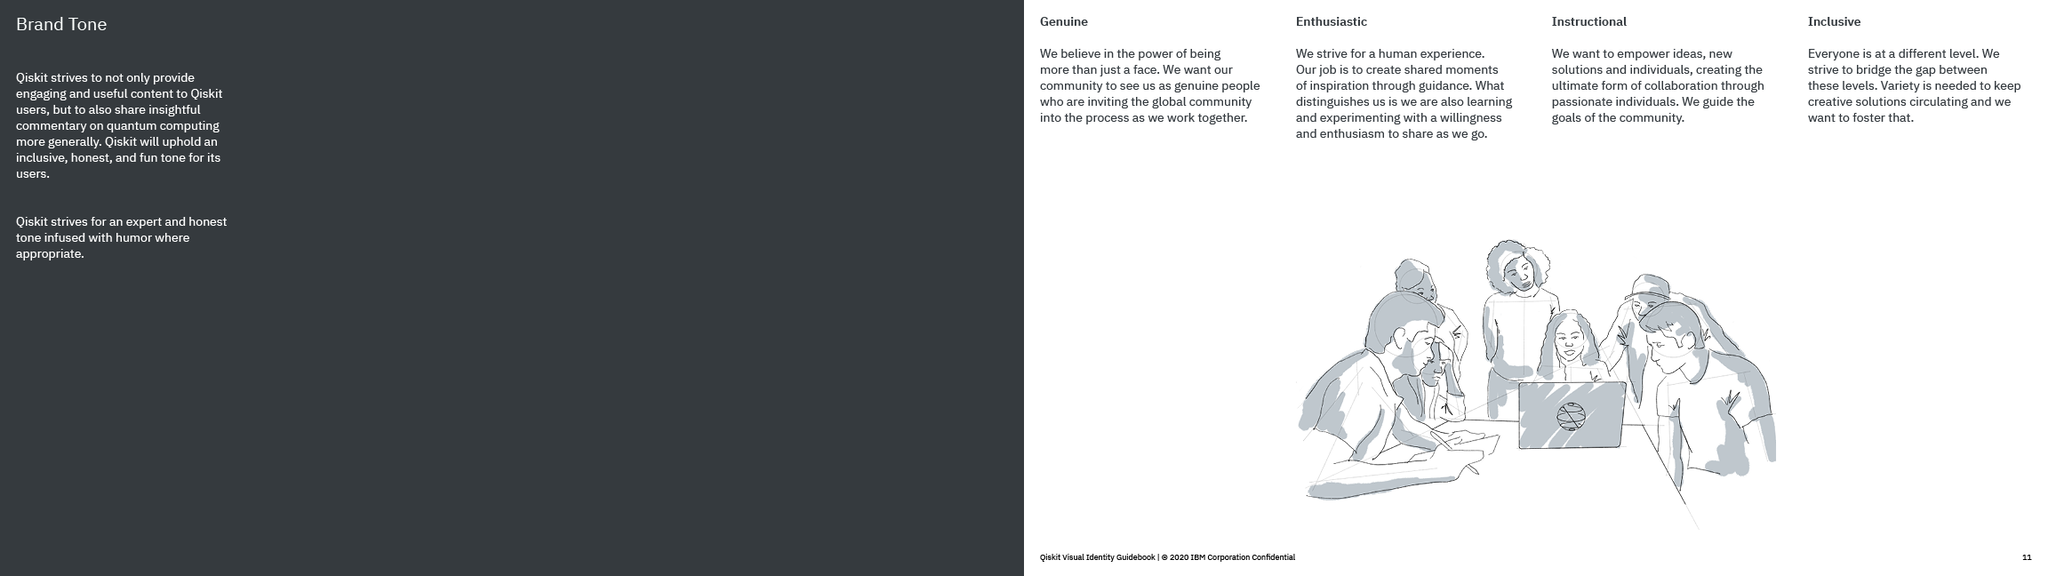 Brand Tone
Qiskit strives to not only provide
engaging and useful content to Qiskit
users, but to also share insightful
commentary on quantum computing
more generally. Qiskit will uphold an
inclusive, honest, and fun tone for its
users.
Qiskit strives for an expert and honest
tone infused with humor where
appropriate.
Genuine
We believe in the power of being
more than just a face. We want our
community to see us as genuine people
who are inviting the global community
into the process as we work together.
Enthusiastic
We strive for a human experience.
Our job is to create shared moments
of inspiration through guidance. What
distinguishes us is we are also learning
and experimenting with a willingness
and enthusiasm to share as we go.
Instructional
We want to empower ideas, new
solutions and individuals, creating the
ultimate form of collaboration through
passionate individuals. We guide the
goals of the community.
Inclusive
Everyone is at a different level. We
strive to bridge the gap between
these levels. Variety is needed to keep
creative solutions circulating and we
want to foster that.
Qiskit Visual Identity Guidebook | © 2020 IBM Corporation Confidential
11